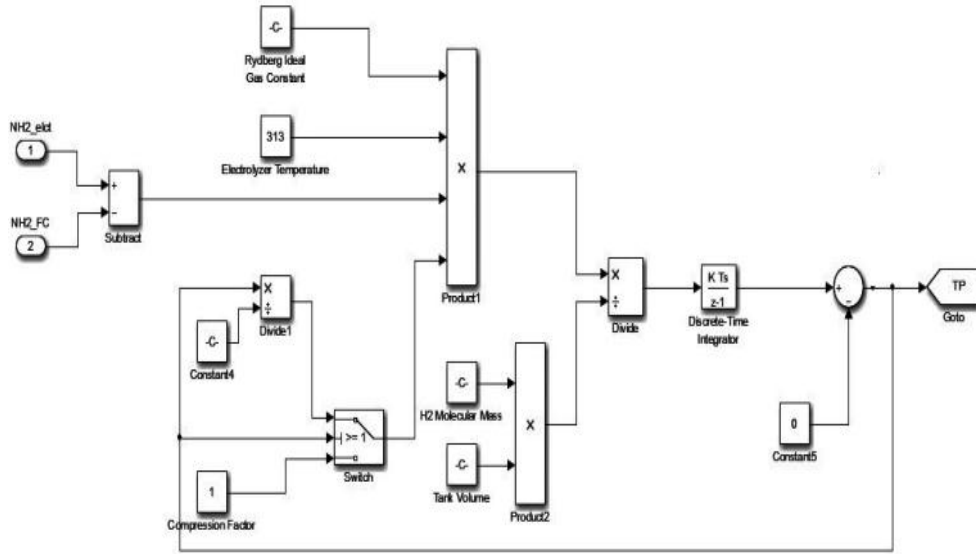 -C-
Rydberg Ideal
Gas Constant
NH2_elct
1
313
Electrolyzer Temperature
X
+
−
NH2_FC
2
Subtract
Product1
X
÷
Divide1
-C-
Constant4
X
÷
Divide
K Ts
z-1
Discrete-Time
Integrator
+
−
TP
Goto
-C-
H2 Molecular Mass
X
-C-
Tank Volume
Product2
>= 1
Switch
1
Compression Factor
0
Constant5